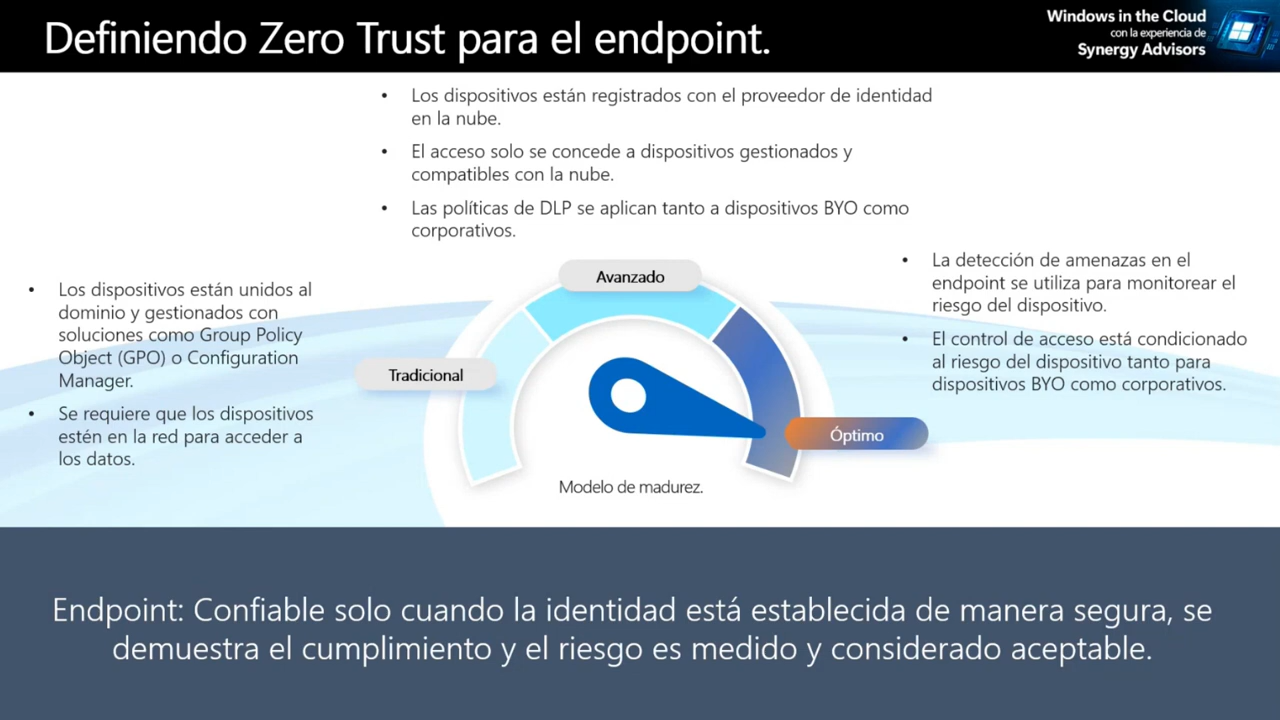 Definiendo Zero Trust para el endpoint.
Windows in the Cloud
con la experiencia de
Synergy Advisors
• Los dispositivos están registrados con el proveedor de identidad
en la nube.
• El acceso solo se concede a dispositivos gestionados y
compatibles con la nube.
• Las políticas de DLP se aplican tanto a dispositivos BYO como
corporativos.
• Los dispositivos están unidos al
dominio y gestionados con
soluciones como Group Policy
Object (GPO) o Configuration
Manager.
• Se requiere que los dispositivos
estén en la red para acceder a
los datos.
Tradicional
Avanzado
• La detección de amenazas en el
endpoint se utiliza para monitorear el
riesgo del dispositivo.
• El control de acceso está condicionado
al riesgo del dispositivo tanto para
dispositivos BYO como corporativos.
Óptimo
Modelo de madurez.
Endpoint: Confiable solo cuando la identidad está establecida de manera segura, se
demuestra el cumplimiento y el riesgo es medido y considerado aceptable.